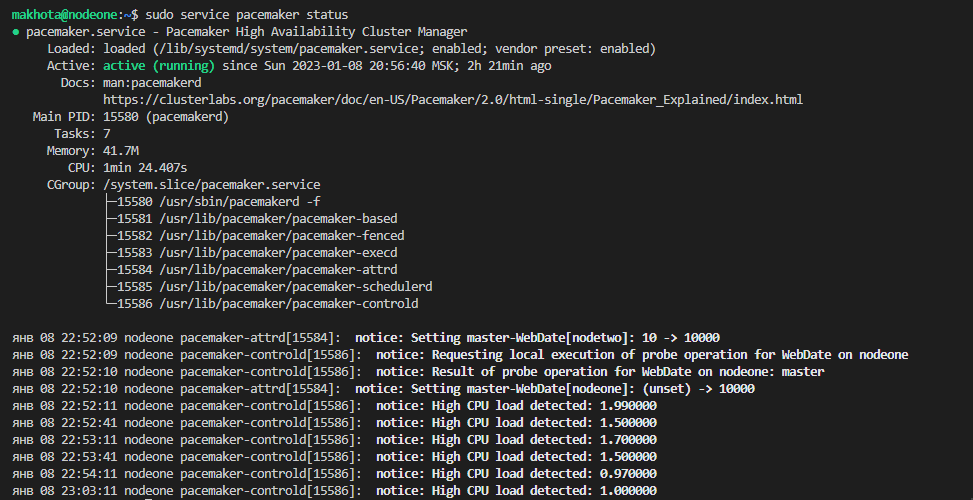 makhota@nodeone:~$ sudo service pacemaker status
● pacemaker.service - Pacemaker High Availability Cluster Manager
Loaded: loaded (/lib/systemd/system/pacemaker.service; enabled; vendor preset: enabled)
Active: active (running) since Sun 2023-01-08 20:56:40 MSK; 2h 21min ago
Docs: man:pacemakerd
https://clusterlabs.org/pacemaker/doc/en-US/Pacemaker/2.0/html-single/Pacemaker_Explained/index.html
Main PID: 15580 (pacemakerd)
Tasks: 7
Memory: 41.7M
CPU: 1min 24.407s
CGroup: /system.slice/pacemaker.service
├─15580 /usr/sbin/pacemakerd -f
├─15581 /usr/lib/pacemaker/pacemaker-based
├─15582 /usr/lib/pacemaker/pacemaker-fenced
├─15583 /usr/lib/pacemaker/pacemaker-execd
├─15584 /usr/lib/pacemaker/pacemaker-attrd
├─15585 /usr/lib/pacemaker/pacemaker-schedulerd
└─15586 /usr/lib/pacemaker/pacemaker-controld
янв 08 22:52:09 nodeone pacemaker-attrd[15584]: notice: Setting master-WebDate[nodetwo]: 10 -> 10000
янв 08 22:52:09 nodeone pacemaker-controld[15586]: notice: Requesting local execution of probe operation for WebDate on nodeone
янв 08 22:52:10 nodeone pacemaker-controld[15586]: notice: Result of probe operation for WebDate on nodeone: master
янв 08 22:52:10 nodeone pacemaker-attrd[15584]: notice: Setting master-WebDate[nodeone]: (unset) -> 10000
янв 08 22:52:11 nodeone pacemaker-controld[15586]: notice: High CPU load detected: 1.990000
янв 08 22:52:41 nodeone pacemaker-controld[15586]: notice: High CPU load detected: 1.500000
янв 08 22:53:11 nodeone pacemaker-controld[15586]: notice: High CPU load detected: 1.700000
янв 08 22:53:41 nodeone pacemaker-controld[15586]: notice: High CPU load detected: 1.500000
янв 08 22:54:11 nodeone pacemaker-controld[15586]: notice: High CPU load detected: 0.970000
янв 08 23:03:11 nodeone pacemaker-controld[15586]: notice: High CPU load detected: 1.000000